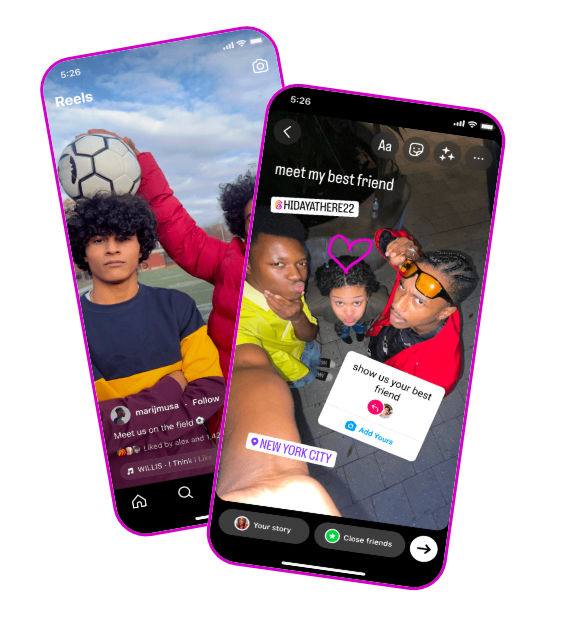 5:26
Reels
marijmusa · Follow
Meet us on the field ⚽
Liked by alex and 1,42
WILLIS · I Think I Like
5:26
Aa
meet my best friend
@HIDAYATHERE22
show us your best
friend
Add Yours
NEW YORK CITY
Your story
Close friends